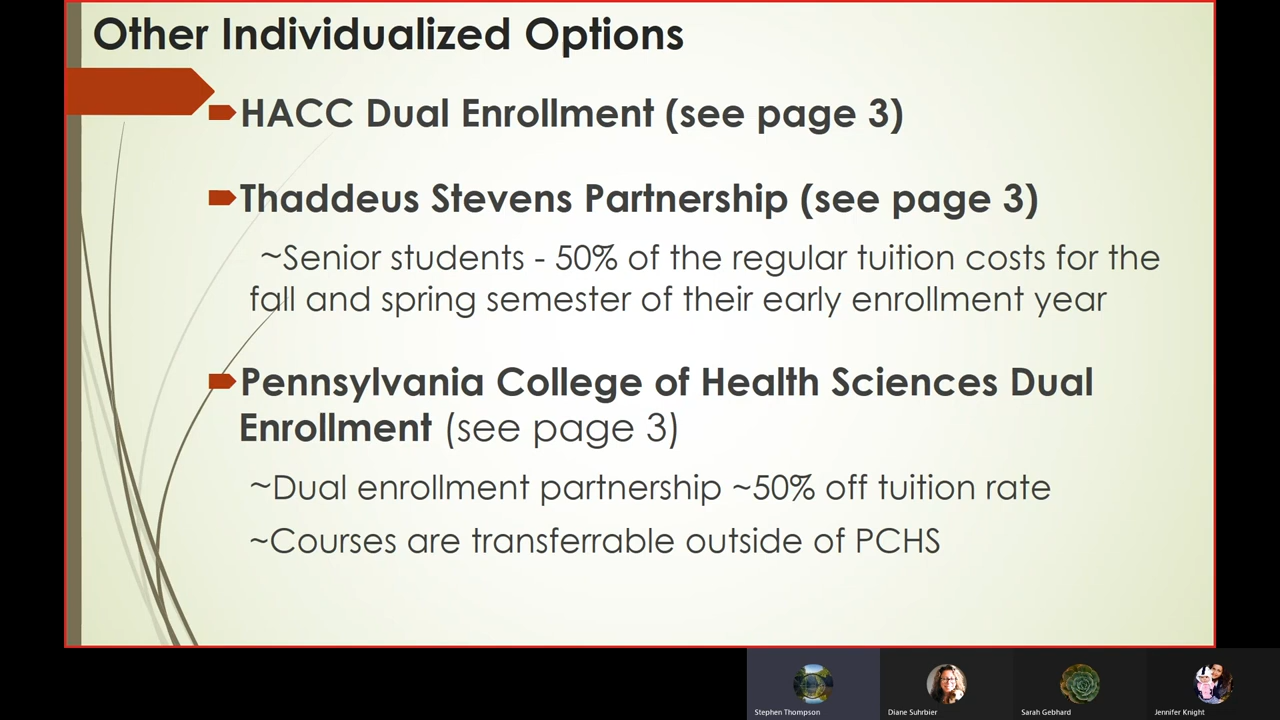 Other Individualized Options
HACC Dual Enrollment (see page 3)
Thaddeus Stevens Partnership (see page 3)
~Senior students - 50% of the regular tuition costs for the
fall and spring semester of their early enrollment year
Pennsylvania College of Health Sciences Dual
Enrollment (see page 3)
~Dual enrollment partnership ~50% off tuition rate
~Courses are transferrable outside of PCHS
Stephen Thompson
Diane Suhrbier
Sarah Gebhard
Jennifer Knight